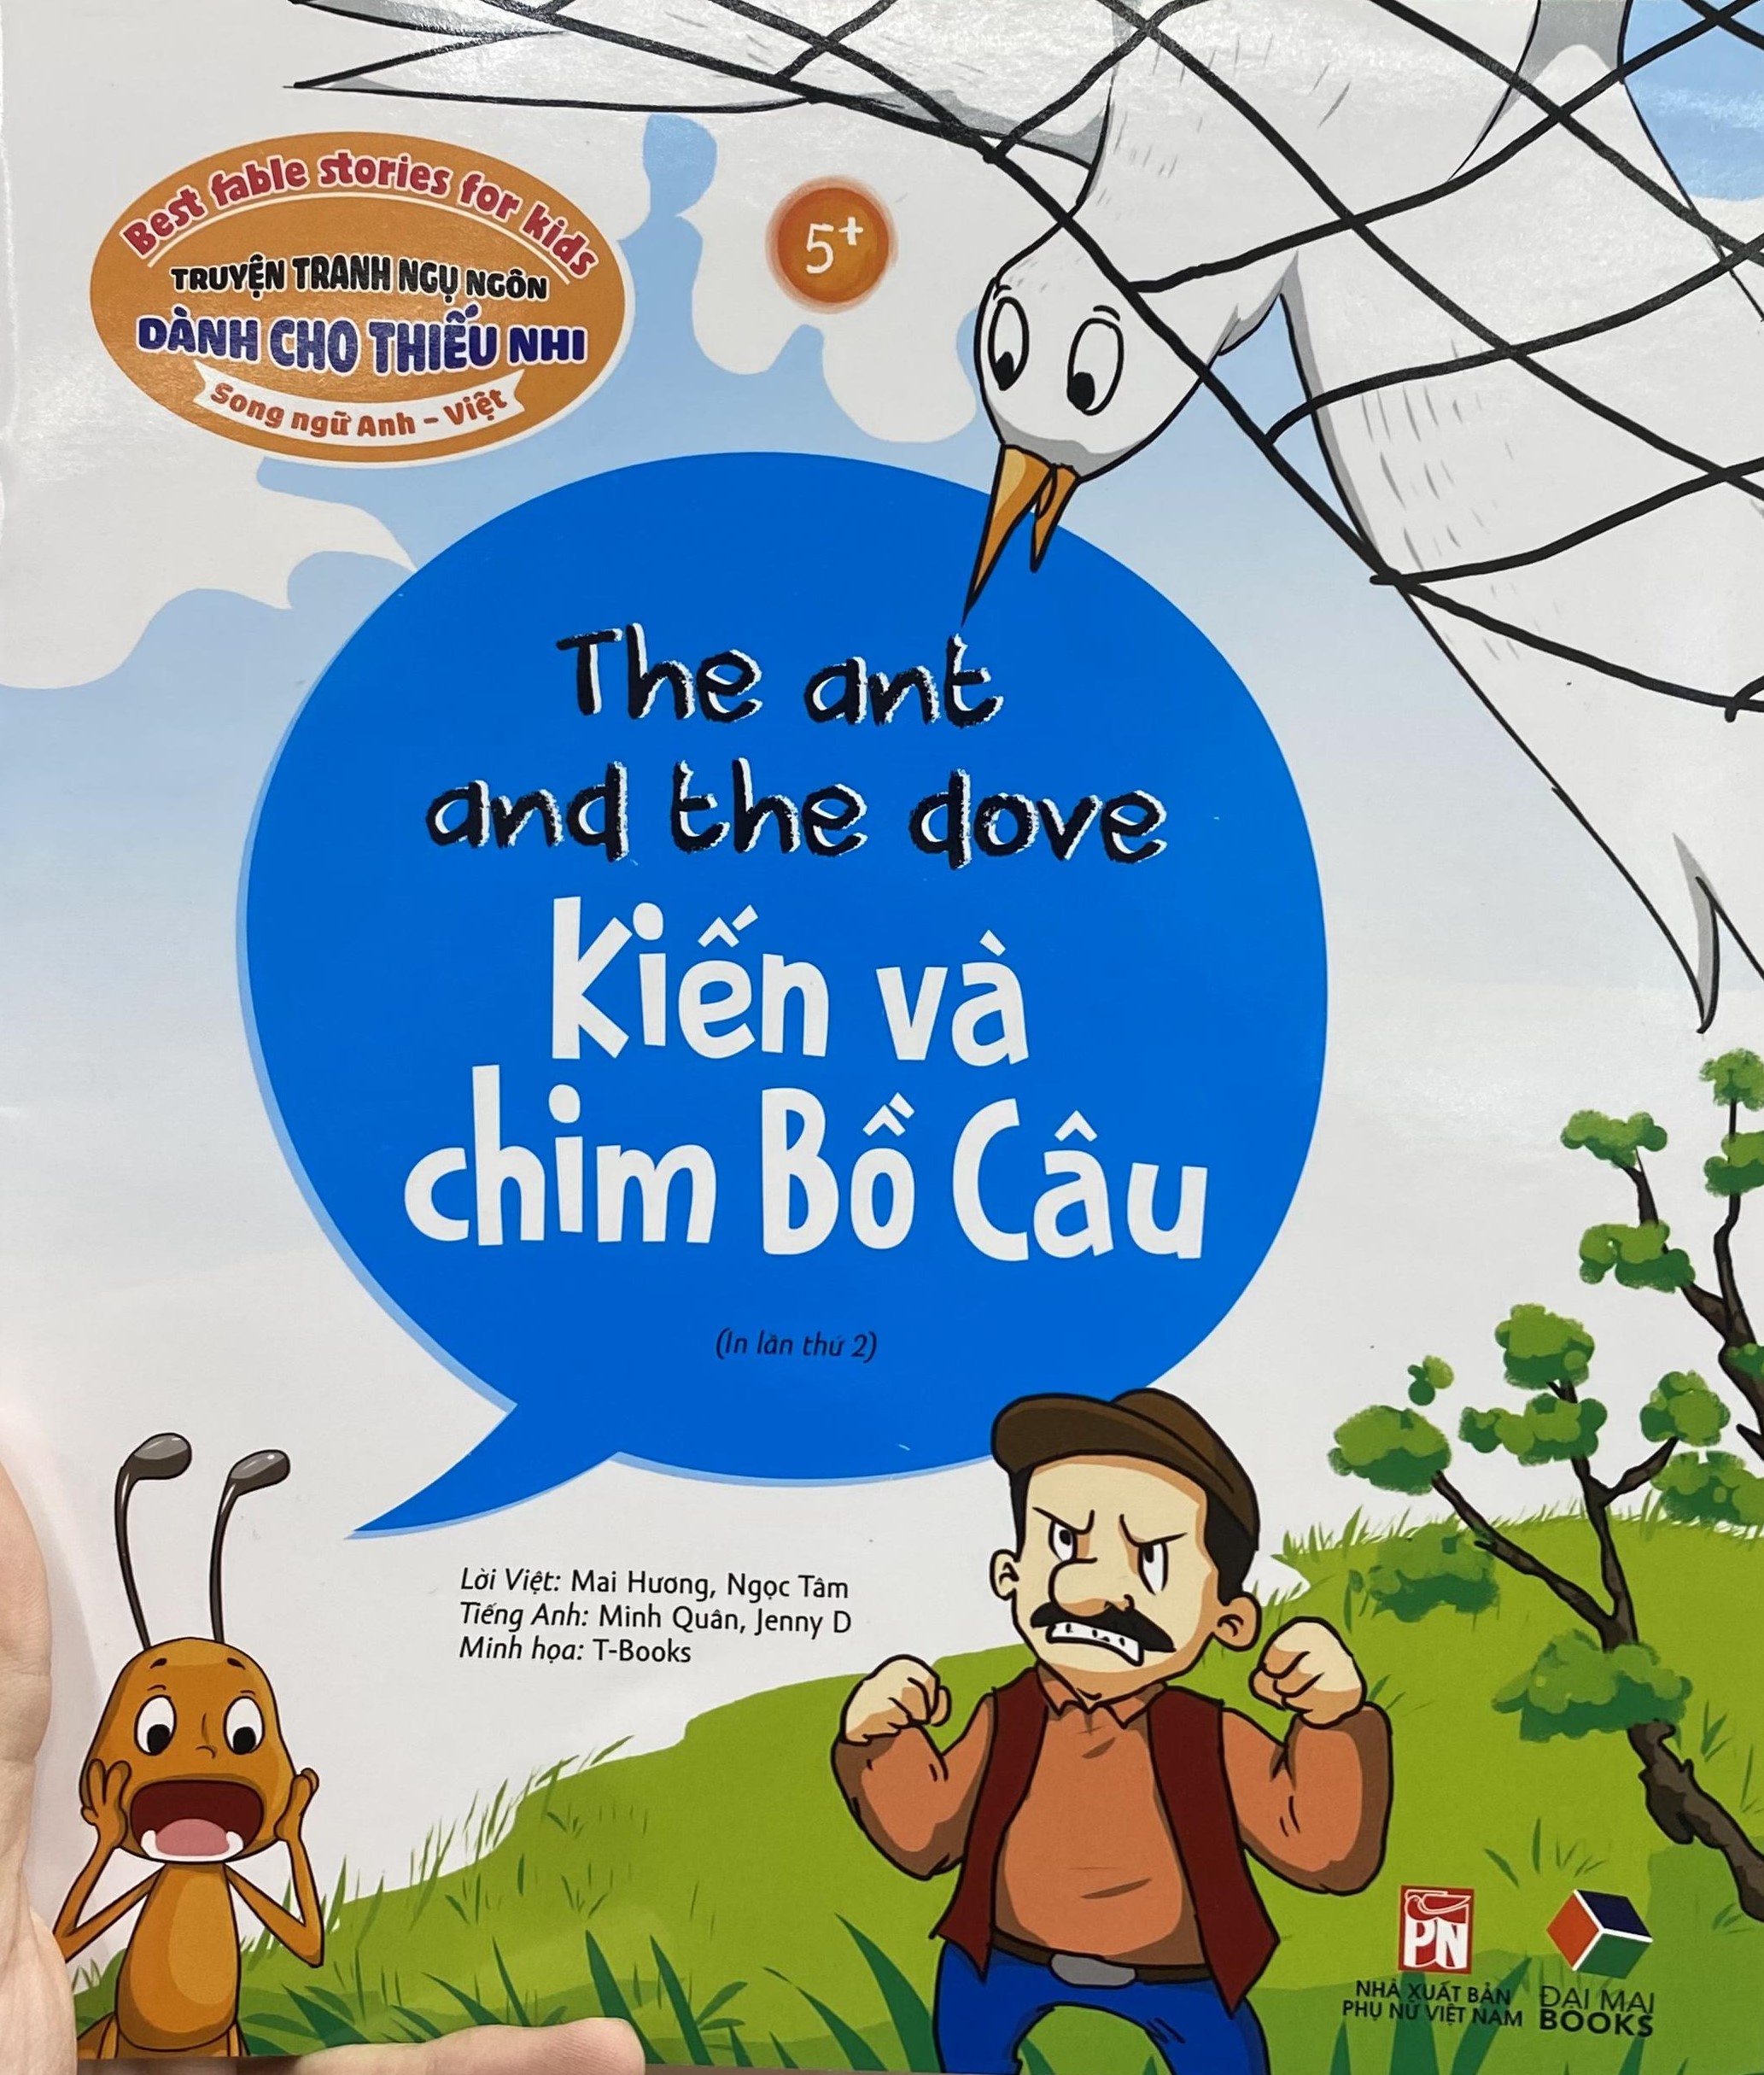 Best fable stories for kids
TRUYỆN TRANH NGỤ NGÔN
DÀNH CHO THIẾU NHI
Song ngữ Anh - Việt
5+
The ant
and the dove
Kiến và
chim Bồ Câu
(In lần thứ 2)
Lời Việt: Mai Hương, Ngọc Tâm
Tiếng Anh: Minh Quân, Jenny D
Minh họa: T-Books
PN
NHÀ XUẤT BẢN
PHỤ NỮ VIỆT NAM
ĐẠI MAI
BOOKS